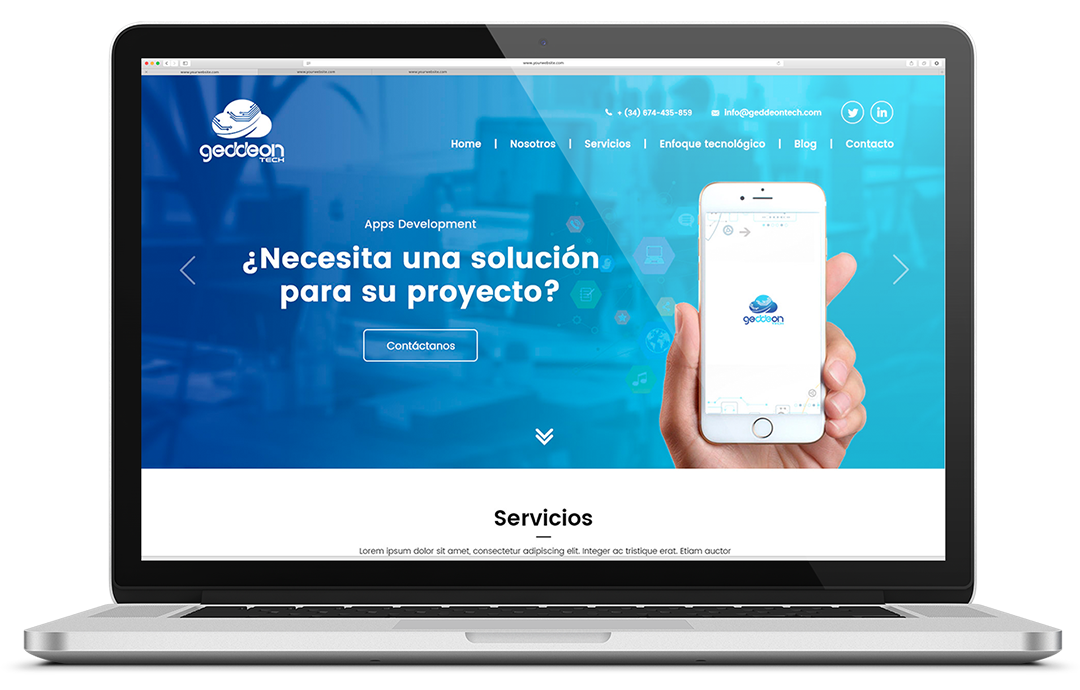 www.yourwebsite.com
www.yourwebsite.com
www.yourwebsite.com
www.yourwebsite.com
geddeon
TECH
+ (34) 674-435-859
info@geddeontech.com
in
Home | Nosotros | Servicios | Enfoque tecnológico | Blog | Contacto
Apps Development
¿Necesita una solución
para su proyecto?
Contáctanos
geddeon
Servicios
Lorem ipsum dolor sit amet, consectetur adipiscing elit. Integer ac tristique erat. Etiam auctor